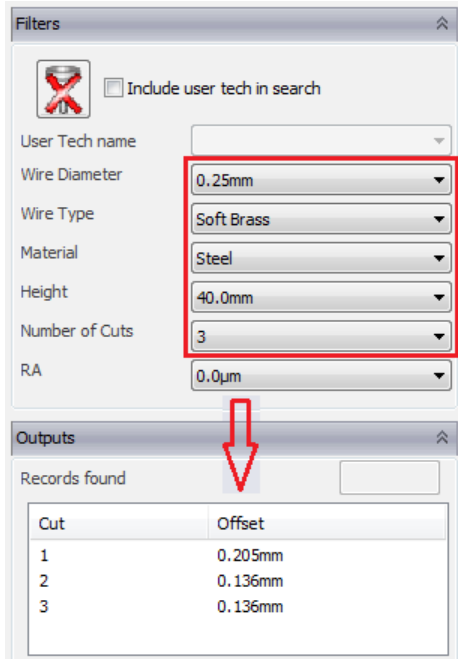 Filters
Include user tech in search
User Tech name
Wire Diameter 0.25mm
Wire Type Soft Brass
Material Steel
Height 40.0mm
Number of Cuts 3
RA 0.0µm
Outputs
Records found
Cut Offset
1 0.205mm
2 0.136mm
3 0.136mm